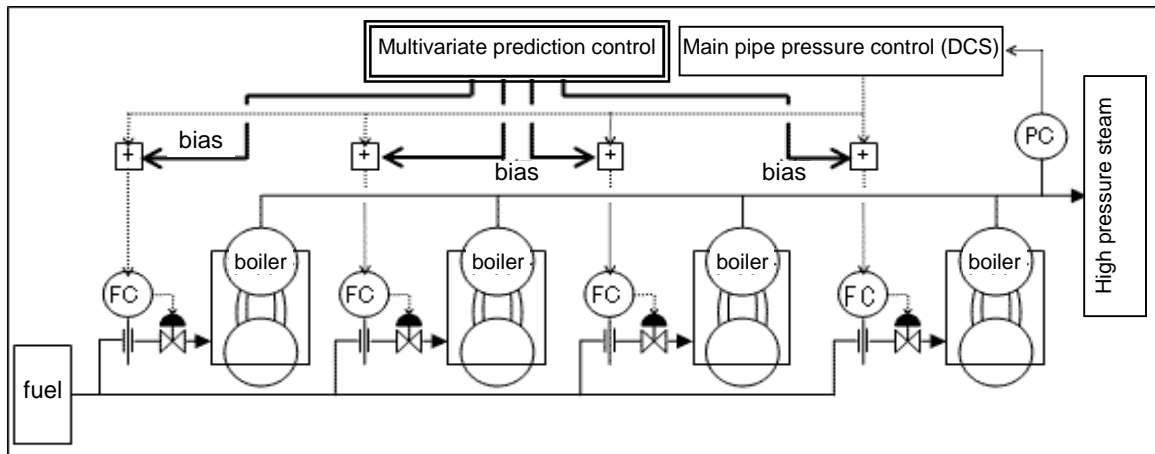 Multivariate prediction control
Main pipe pressure control (DCS)
PC
High pressure steam
bias
+
+
bias
+
bias
+
boiler
boiler
boiler
boiler
FC
FC
FC
FC
fuel